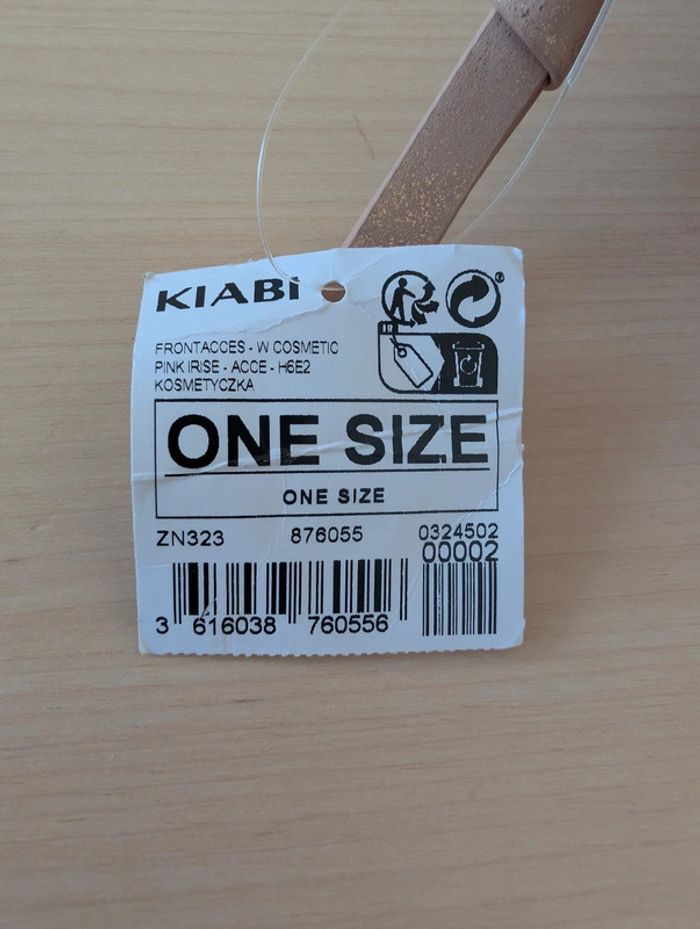 KIABI
FRONTACCES - W COSMETIC
PINK IRISE - ACCE - H6E2
KOSMETYCZKA
ONE SIZE
ONE SIZE
ZN323 876055 0324502
00002
3 616038 760556